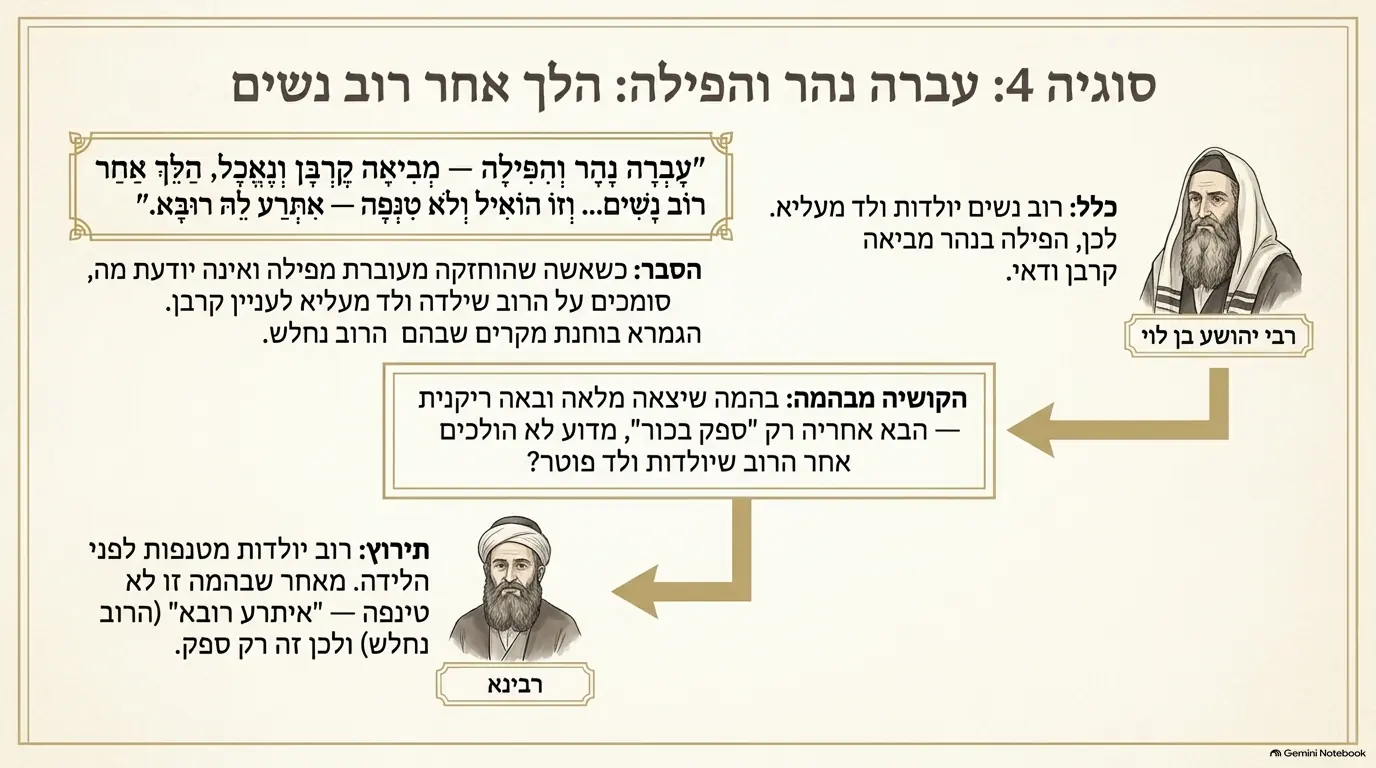 סוגיה 4: עברה נהר והפילה: הלך אחר רוב נשים
"עָבְרָה נָהָר וְהִפִּילָה — מְבִיאָה קָרְבָּן וְנֶאֱכָל, הַלֵּךְ אַחַר
רוֹב נָשִׁים... וְזוֹ הוֹאִיל וְלֹא טִנְּפָה — אִתְּרַע לֵהּ רוּבָּא."
הסבר: כשאשה שהוחזקה מעוברת מפילה ואינה יודעת מה,
סומכים על הרוב שילדה ולד מעליא לעניין קרבן.
הגמרא בוחנת מקרים שבהם הרוב נחלש.
כלל: רוב נשים יולדות ולד מעליא.
לכן, הפילה בנהר מביאה
קרבן ודאי.
רבי יהושע בן לוי
הקושיה מבהמה: בהמה שיצאה מלאה ובאה ריקנית
— הבא אחריה רק "ספק בכור", מדוע לא הולכים
אחר הרוב שיולדות ולד פוטר?
תירוץ: רוב יולדות מטנפות לפני
הלידה. מאחר שבהמה זו לא
טינפה — "איתרע רובא" (הרוב
נחלש) ולכן זה רק ספק.
רבינא
Gemini Notebook